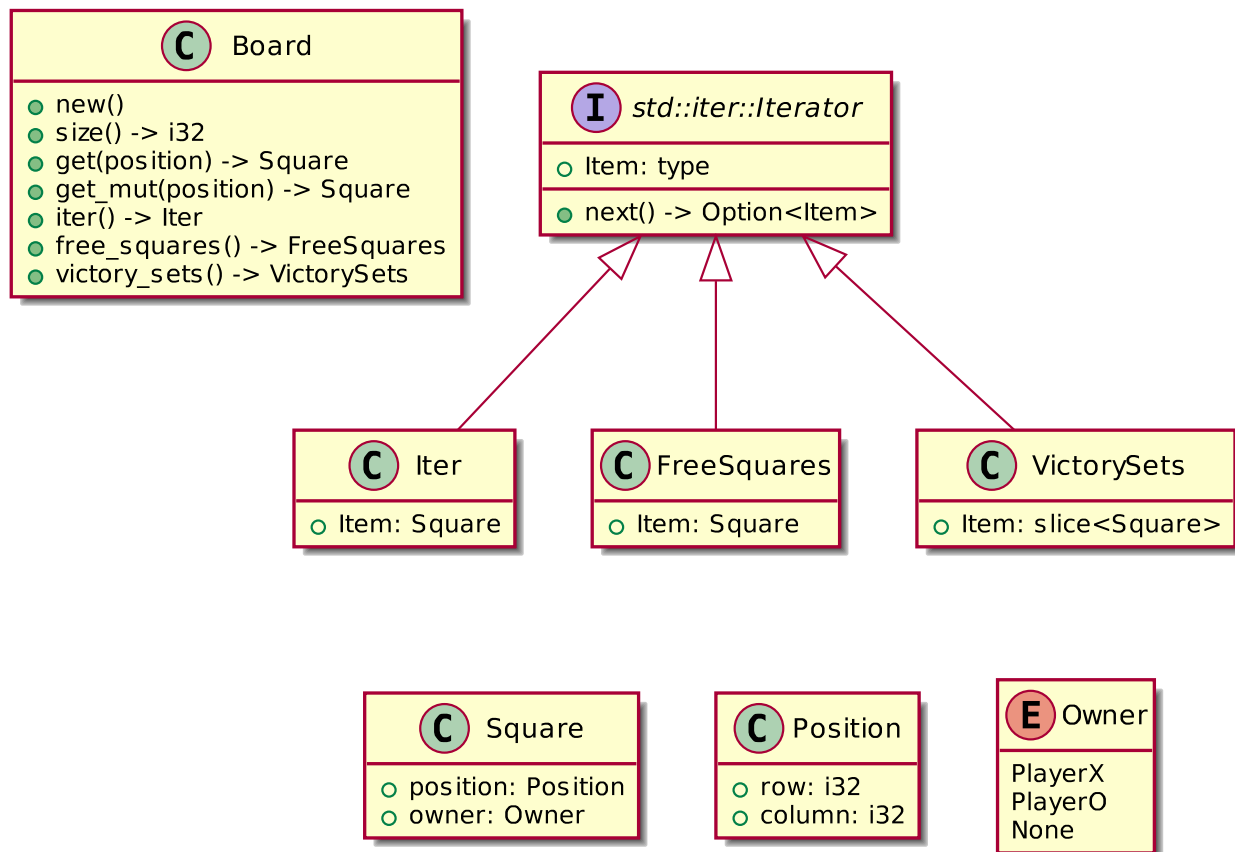 C Board
new()
size() -> i32
get(position) -> Square
get_mut(position) -> Square
iter() -> Iter
free_squares() -> FreeSquares
victory_sets() -> VictorySets
I std::iter::Iterator
Item: type
next() -> Option<Item>
C Iter
Item: Square
C FreeSquares
Item: Square
C VictorySets
Item: slice<Square>
C Square
position: Position
owner: Owner
C Position
row: i32
column: i32
E Owner
PlayerX
PlayerO
None